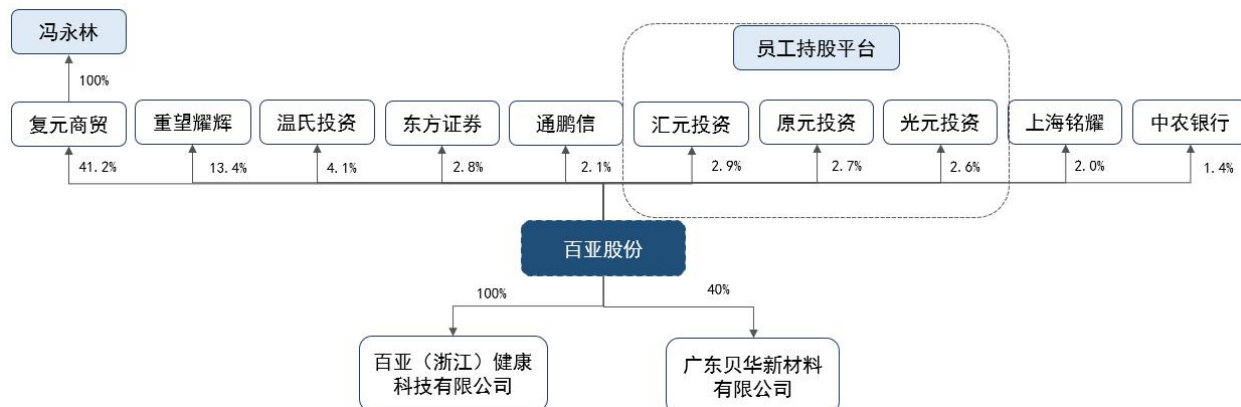 冯永林
员工持股平台
100%
复元商贸
重望耀辉
温氏投资
东方证券
通鹏信
汇元投资
原元投资
光元投资
上海铭耀
中农银行
41.2%
13.4%
4.1%
2.8%
2.1%
2.9%
2.7%
2.6%
2.0%
1.4%
百亚股份
100%
40%
百亚（浙江）健康
科技有限公司
广东贝华新材料
有限公司